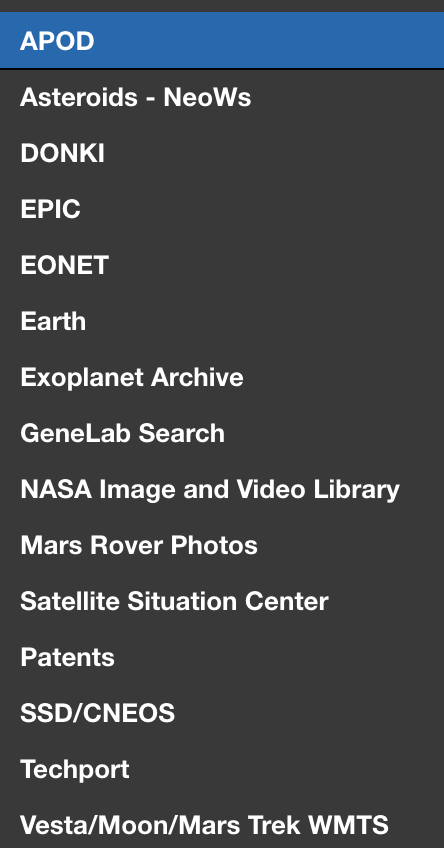 APOD
Asteroids - NeoWs
DONKI
EPIC
EONET
Earth
Exoplanet Archive
GeneLab Search
NASA Image and Video Library
Mars Rover Photos
Satellite Situation Center
Patents
SSD/CNEOS
Techport
Vesta/Moon/Mars Trek WMTS